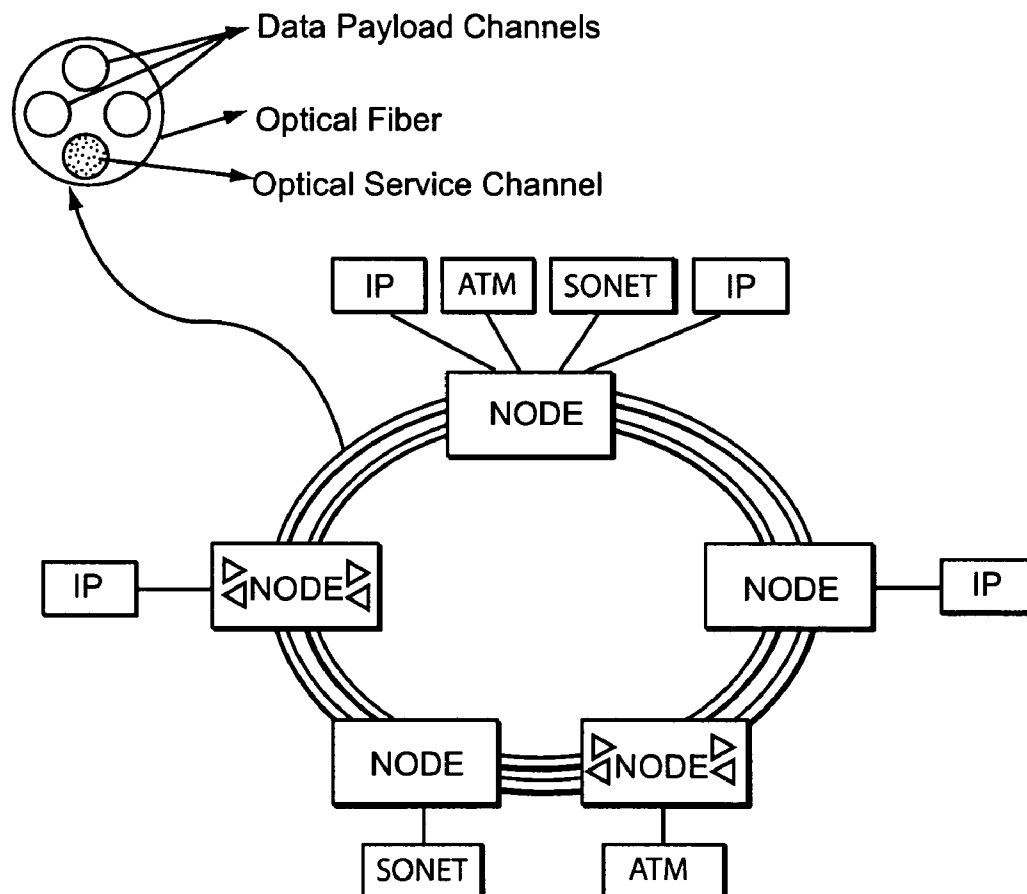 Data Payload Channels
Optical Fiber
Optical Service Channel
IP
ATM
SONET
IP
NODE
IP
NODE
NODE
IP
NODE
NODE
SONET
ATM